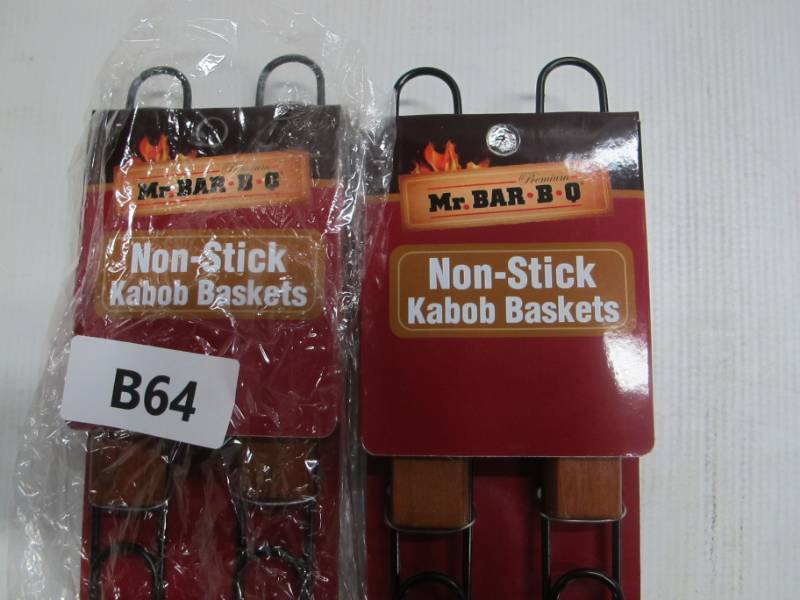 Premium
Mr. BAR·B·Q
Non-Stick
Kabob Baskets
B64
Premium
Mr. BAR·B·Q®
Non-Stick
Kabob Baskets